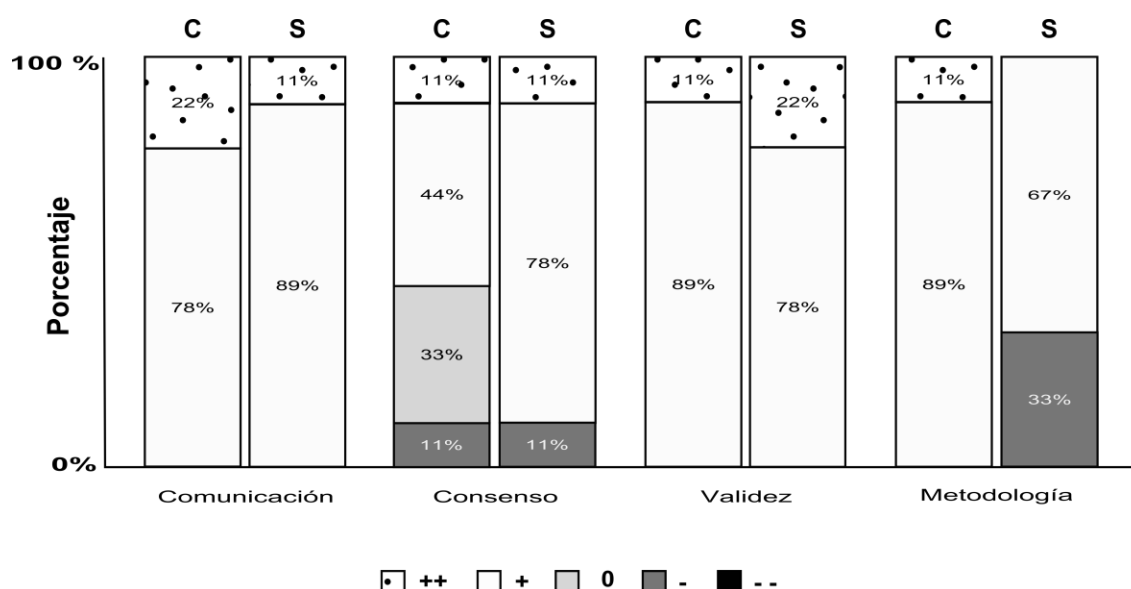 C S C S C S C S
100 %
11% 11% 11% 11% 11%
22% 22%
44% 67%
78%
89%
89% 89%
78% 78%
33%
33%
11% 11%
0%
Porcentaje
Comunicación Consenso Validez Metodología
++ + 0 - - -